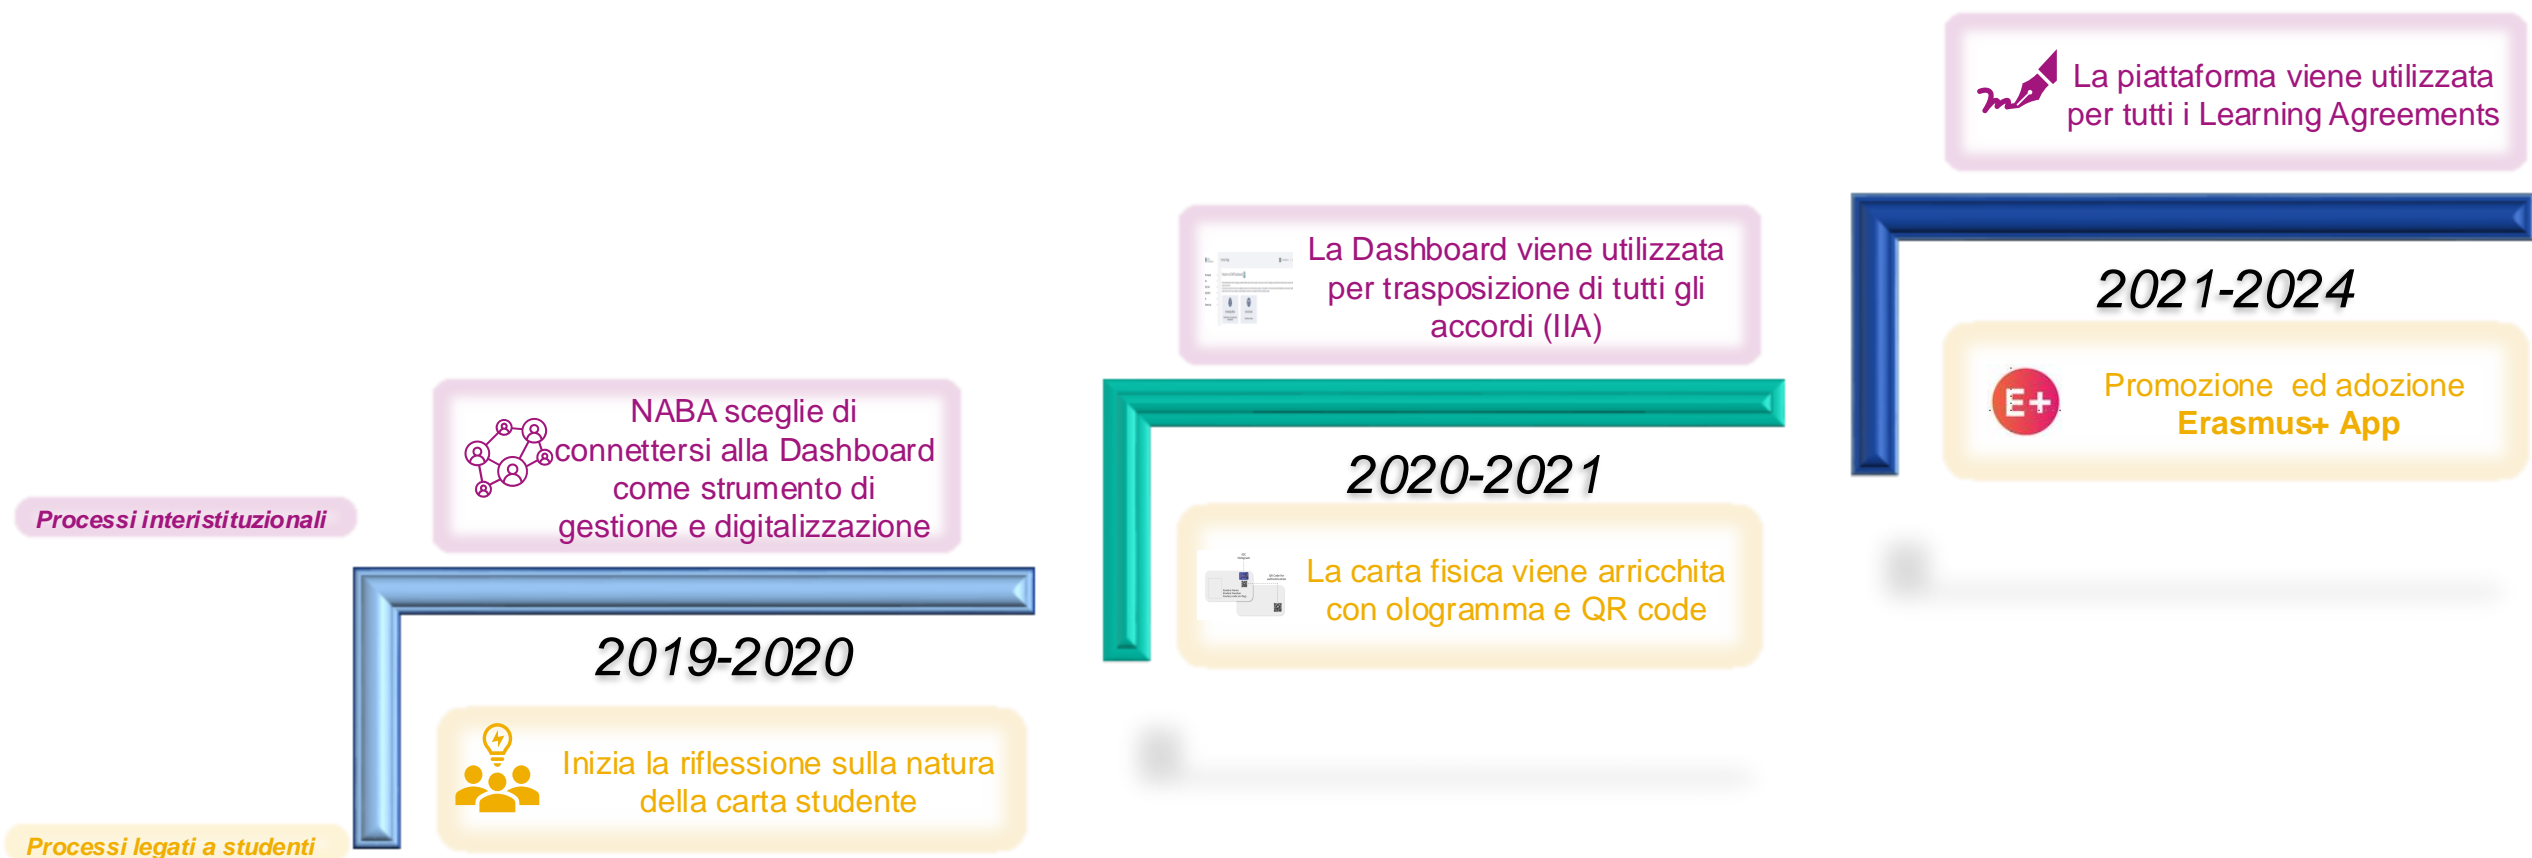 La piattaforma viene utilizzata
per tutti i Learning Agreements
2021-2024
E+
Promozione ed adozione
Erasmus+ App
La Dashboard viene utilizzata
per trasposizione di tutti gli
accordi (IIA)
2020-2021
La carta fisica viene arricchita
con ologramma e QR code
NABA sceglie di
connettersi alla Dashboard
come strumento di
gestione e digitalizzazione
Processi interistituzionali
2019-2020
Inizia la riflessione sulla natura
della carta studente
Processi legati a studenti